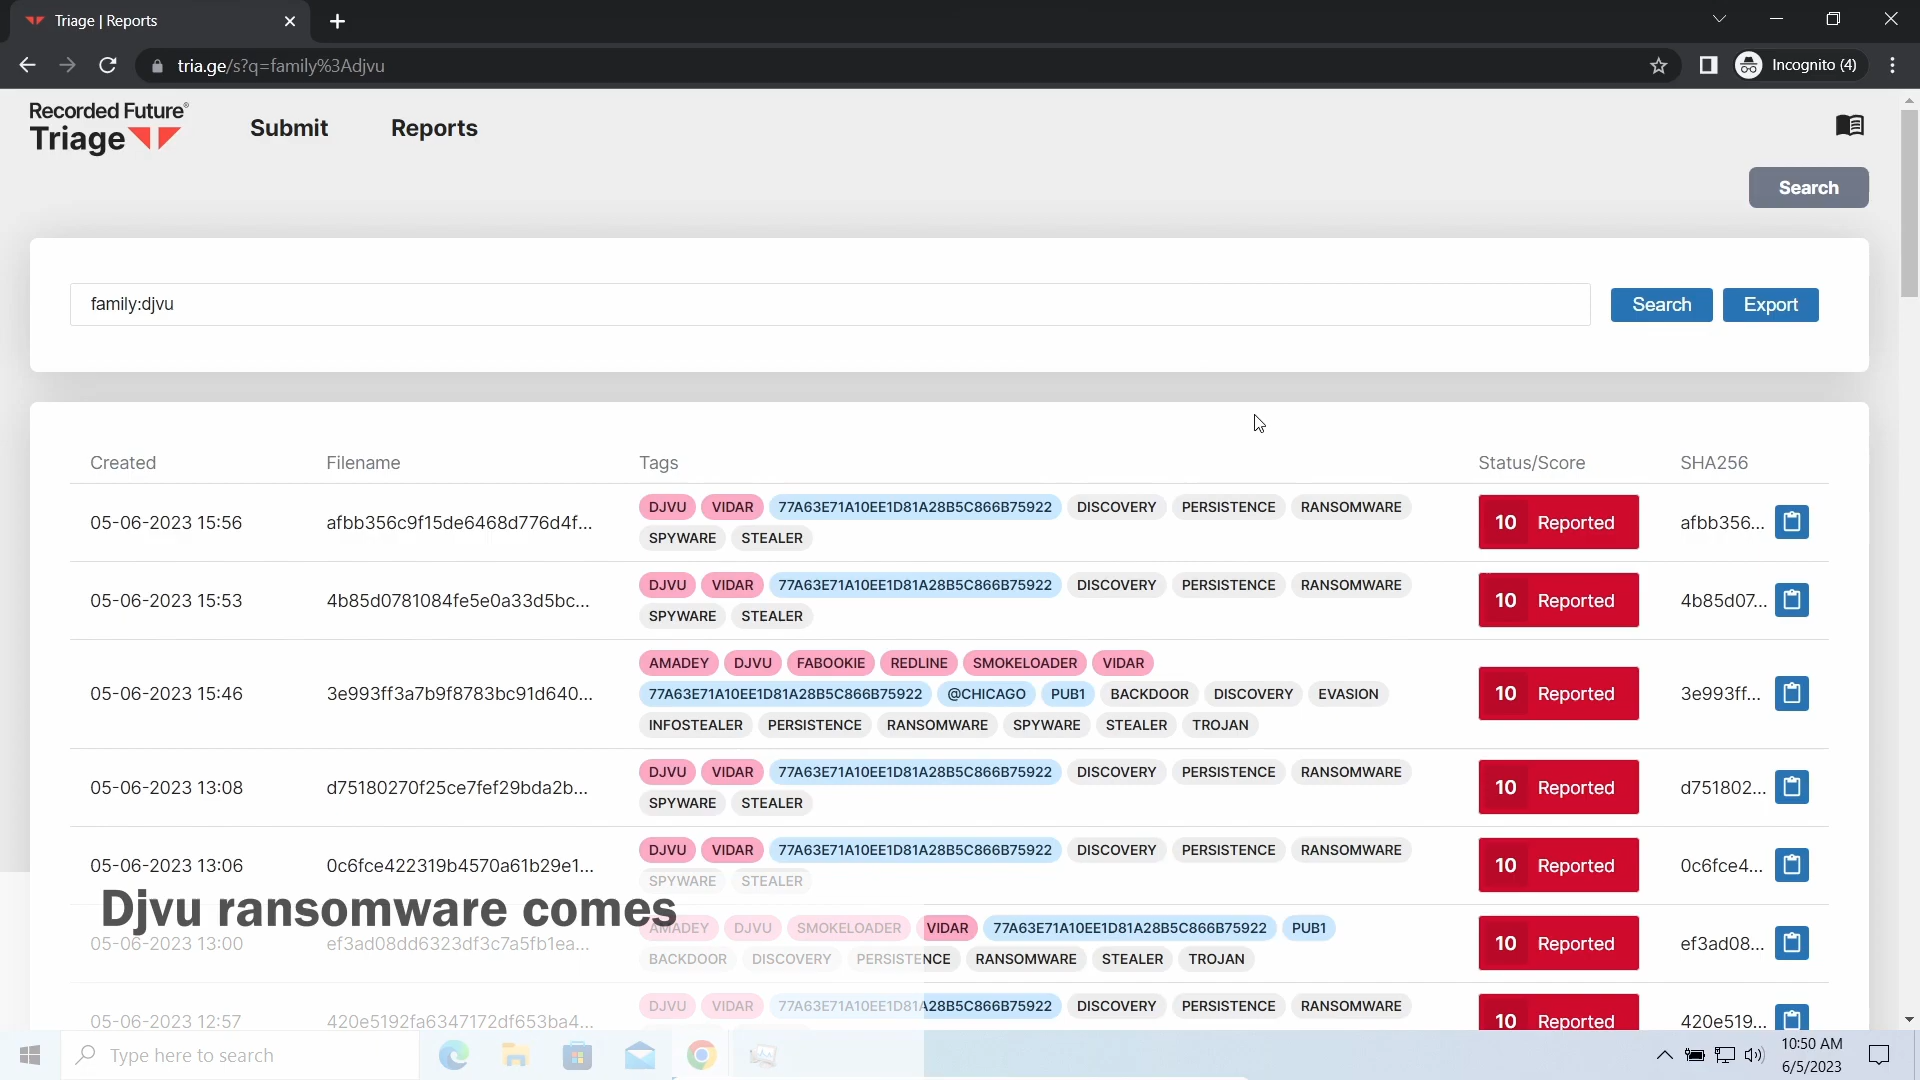 Triage | Reports
tria.ge/s?q=family%3Adjvu
Incognito (4)
Recorded Future®
Triage
Submit
Reports
Search
family:djvu
Search
Export
Created
Filename
Tags
Status/Score
SHA256
05-06-2023 15:56
afbb356c9f15de6468d776d4f...
DJVU VIDAR 77A63E71A10EE1D81A28B5C866B75922 DISCOVERY PERSISTENCE RANSOMWARE
SPYWARE STEALER
10 Reported
afbb356...
05-06-2023 15:53
4b85d0781084fe5e0a33d5bc...
DJVU VIDAR 77A63E71A10EE1D81A28B5C866B75922 DISCOVERY PERSISTENCE RANSOMWARE
SPYWARE STEALER
10 Reported
4b85d07...
05-06-2023 15:46
3e993ff3a7b9f8783bc91d640...
AMADEY DJVU FABOOKIE REDLINE SMOKELOADER VIDAR
77A63E71A10EE1D81A28B5C866B75922 @CHICAGO PUB1 BACKDOOR DISCOVERY EVASION
INFOSTEALER PERSISTENCE RANSOMWARE SPYWARE STEALER TROJAN
10 Reported
3e993ff...
05-06-2023 13:08
d75180270f25ce7fef29bda2b...
DJVU VIDAR 77A63E71A10EE1D81A28B5C866B75922 DISCOVERY PERSISTENCE RANSOMWARE
SPYWARE STEALER
10 Reported
d751802...
05-06-2023 13:06
0c6fce422319b4570a61b29e1...
DJVU VIDAR 77A63E71A10EE1D81A28B5C866B75922 DISCOVERY PERSISTENCE RANSOMWARE
SPYWARE STEALER
10 Reported
0c6fce4...
Djvu ransomware comes
05-06-2023 13:00
ef3ad08dd6323df3c7a5fb1ea...
AMADEY DJVU SMOKELOADER VIDAR 77A63E71A10EE1D81A28B5C866B75922 PUB1
BACKDOOR DISCOVERY PERSISTENCE RANSOMWARE STEALER TROJAN
10 Reported
ef3ad08...
05-06-2023 12:57
420e5192fa6347172df653ba4...
DJVU VIDAR 77A63E71A10EE1D81A28B5C866B75922 DISCOVERY PERSISTENCE RANSOMWARE
10 Reported
420e519...
Type here to search
10:50 AM
6/5/2023